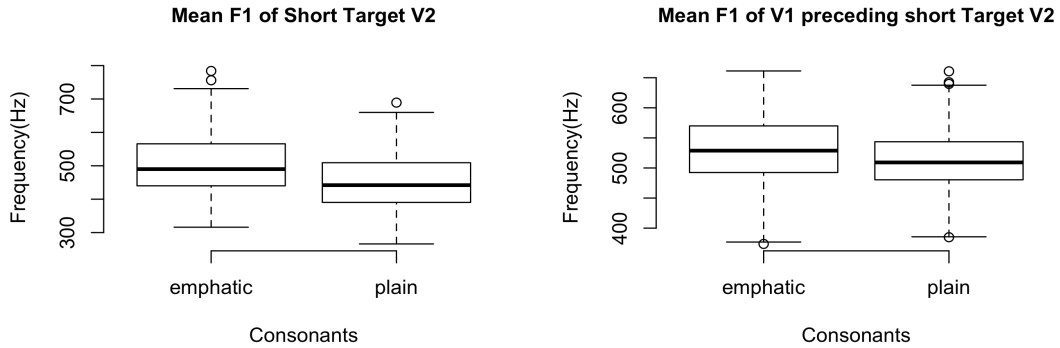 Mean F1 of Short Target V2
Frequency(Hz)
700
500
300
emphatic
plain
Consonants
Mean F1 of V1 preceding short Target V2
Frequency(Hz)
600
500
400
emphatic
plain
Consonants